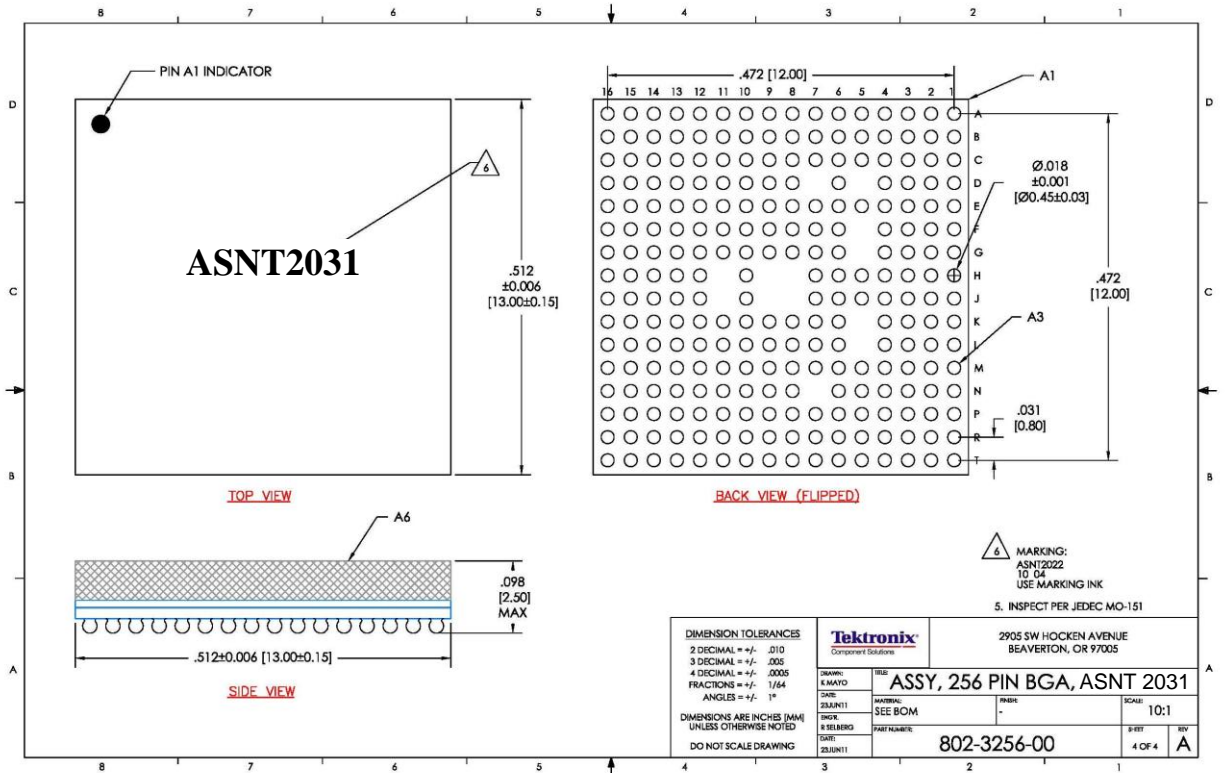 8 7 6 5 4 3 2 1
D
C
B
A
PIN A1 INDICATOR
6
ASNT2031
.512
±0.006
[13.00±0.15]
TOP VIEW
.472 [12.00]
A1
16 15 14 13 12 11 10 9 8 7 6 5 4 3 2 1
A
B
C
D
E
F
G
H
J
K
L
M
N
P
R
T
Ø.018
±0.001
[Ø0.45±0.03]
.472
[12.00]
A3
.031
[0.80]
BACK VIEW (FLIPPED)
A6
.098
[2.50]
MAX
.512±0.006 [13.00±0.15]
SIDE VIEW
6 MARKING:
ASNT2022
10 04
USE MARKING INK
5. INSPECT PER JEDEC MO-151
DIMENSION TOLERANCES
2 DECIMAL = +/- .010
3 DECIMAL = +/- .005
4 DECIMAL = +/- .0005
FRACTIONS = +/- 1/64
ANGLES = +/- 1°
DIMENSIONS ARE INCHES [MM]
UNLESS OTHERWISE NOTED
DO NOT SCALE DRAWING
Tektronix
Component Solutions
2905 SW HOCKEN AVENUE
BEAVERTON, OR 97005
DRAWN:
K MAYO
DATE:
23JUN11
ENGR.
R SELBERG
DATE:
23JUN11
TITLE:
ASSY, 256 PIN BGA, ASNT 2031
MATERIAL:
SEE BOM
FINISH:
-
SCALE:
10:1
PART NUMBER:
802-3256-00
SHEET
4 OF 4
REV
A
D
C
B
A
8 7 6 5 4 3 2 1